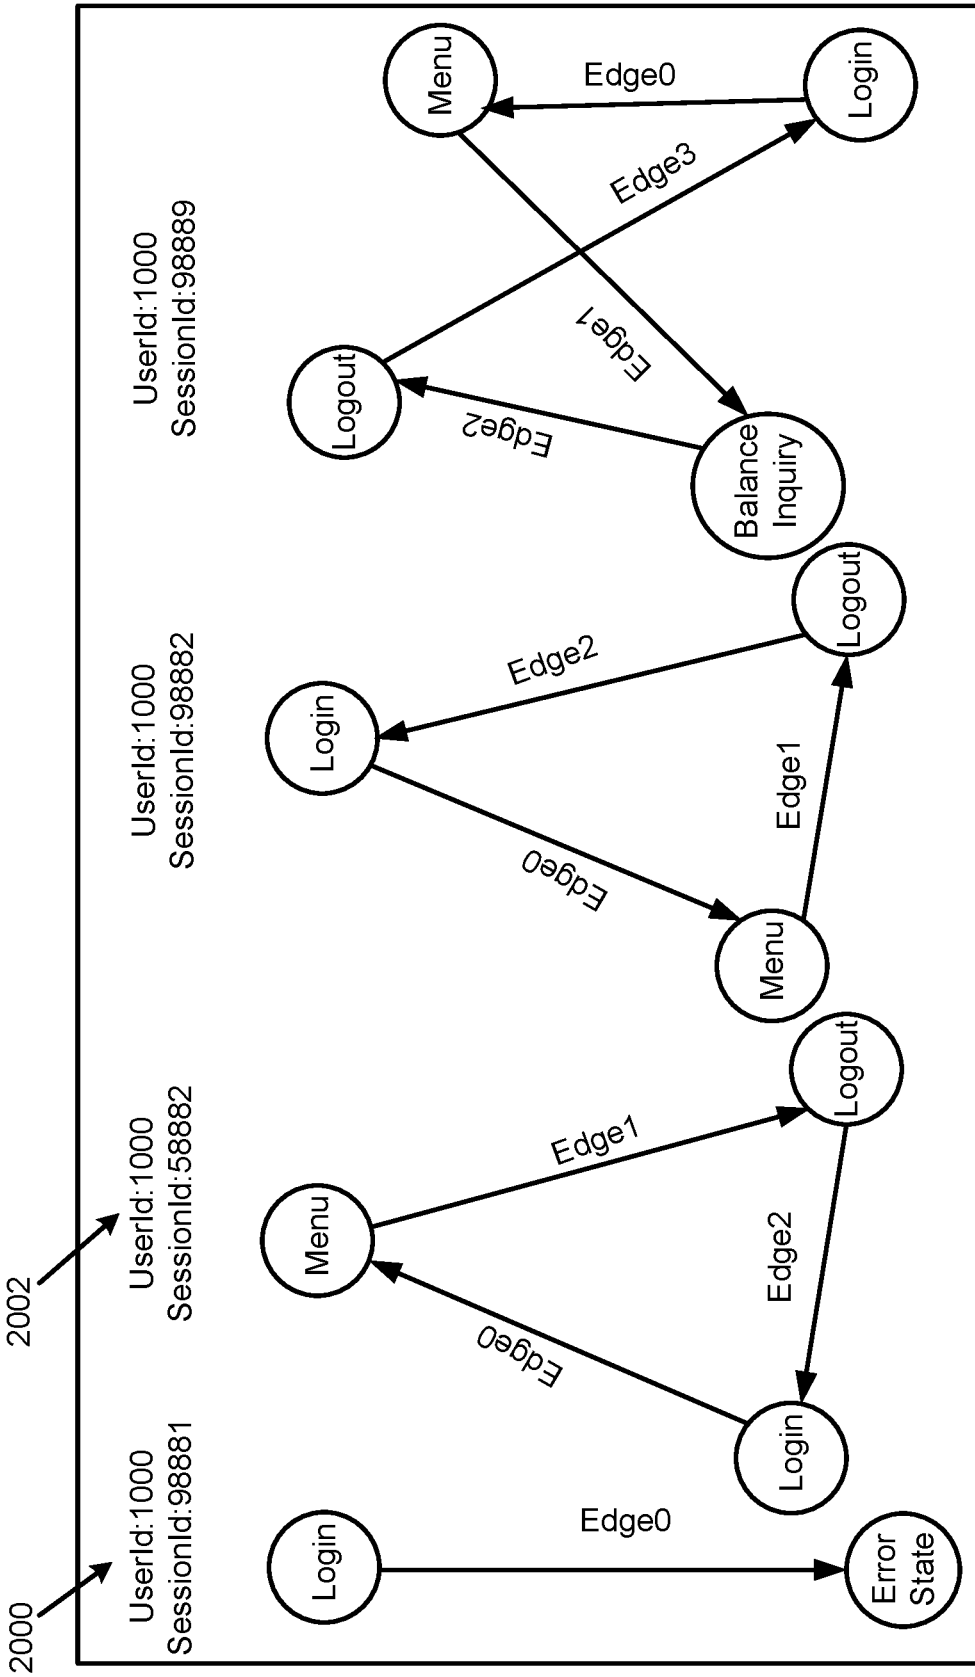 2000
2002
UserId:1000
SessionId:98881
Login
Edge0
Error
State
UserId:1000
SessionId:58882
Menu
Edge0
Edge1
Login
Edge2
Logout
UserId:1000
SessionId:98882
Login
Edge0
Edge2
Menu
Edge1
Logout
UserId:1000
SessionId:98889
Logout
Menu
Edge2
Edge1
Edge3
Edge0
Balance
Inquiry
Login